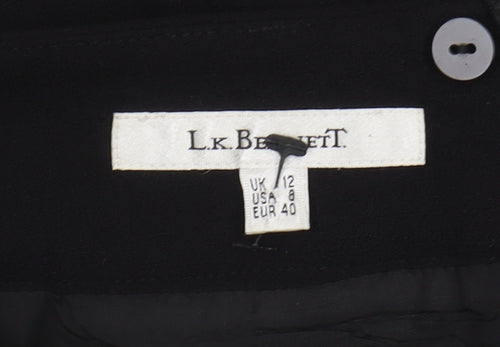 L.K. BENNETT.
UK 12
USA 8
EUR 40